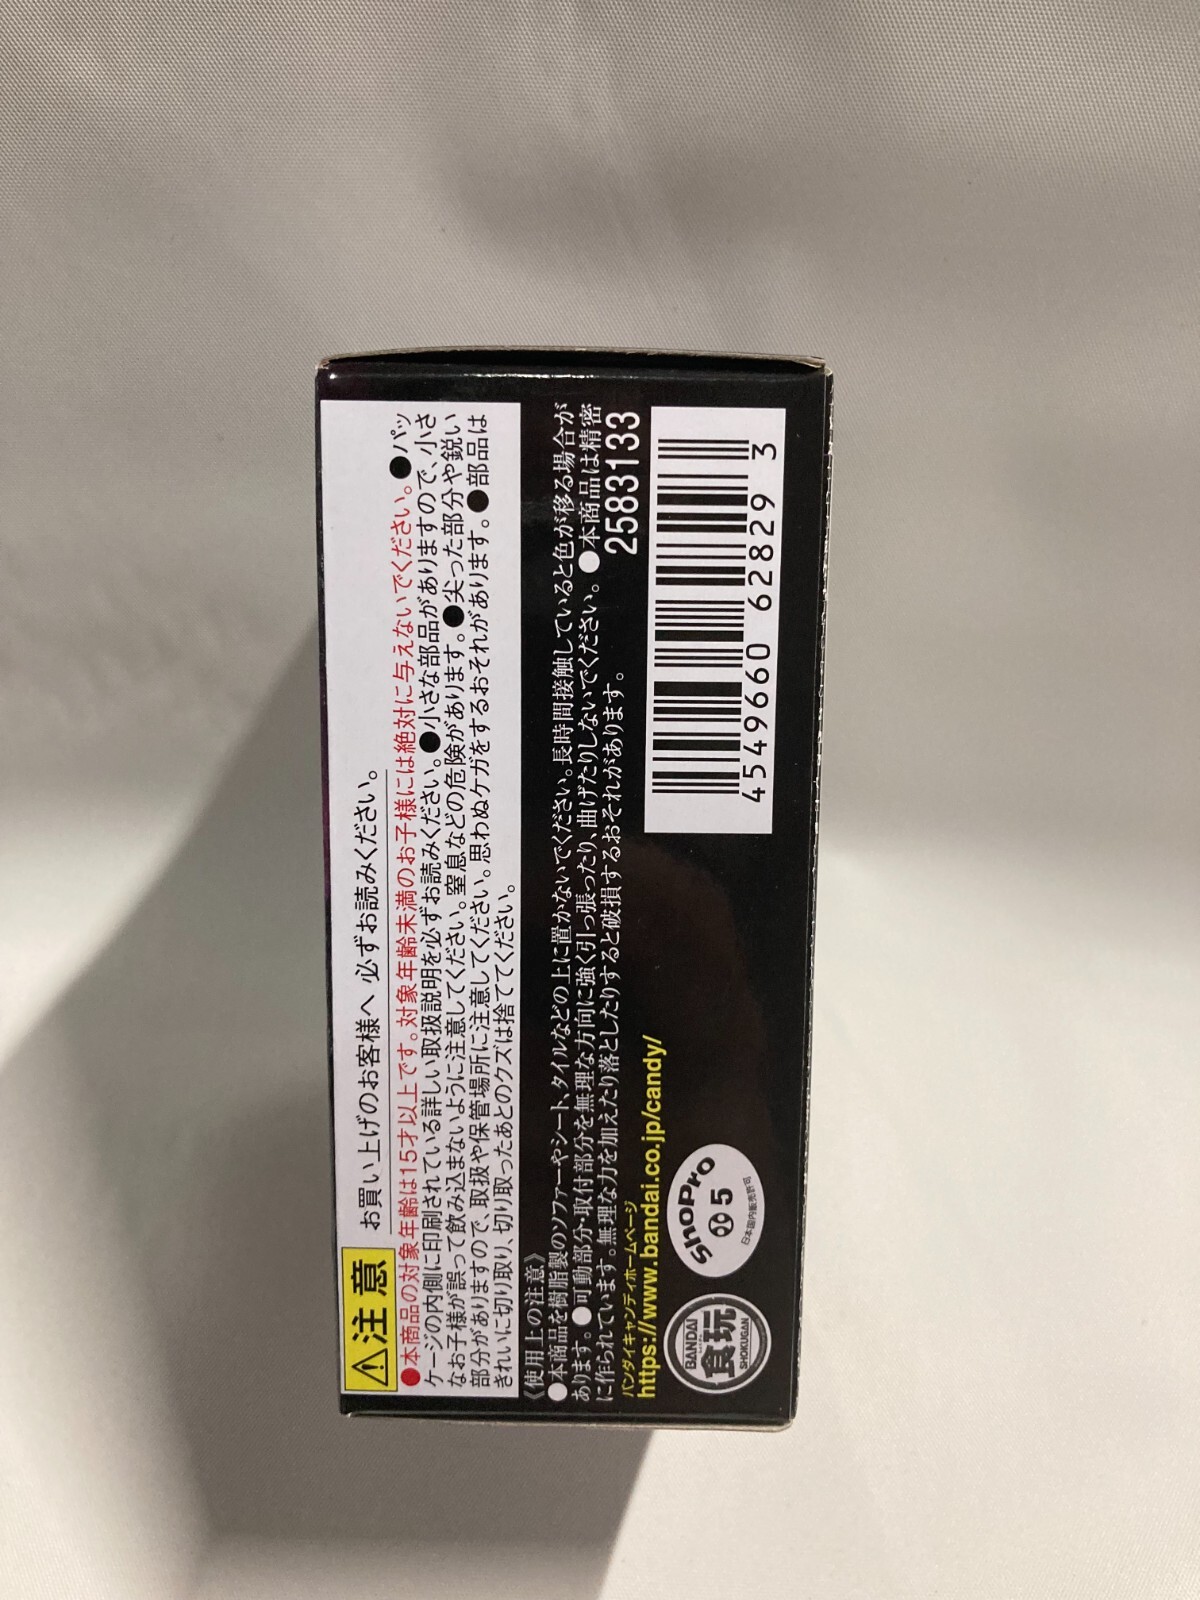 注意
お買い上げのお客様へ 必ずお読みください。
●本商品の対象年齢は15才以上です。対象年齢未満のお子様には絶対に与えないでください。●パッ
ケージの内側に印刷されている詳しい取扱説明を必ずお読みください。●小さな部品がありますので、小さ
なお子様が誤って飲み込まないように注意してください。窒息などの危険があります。●尖った部分や鋭い
部分がありますので、取扱や保管場所に注意してください。思わぬケガをするおそれがあります。●部品は
きれいに切り取り、切り取ったあとのクズは捨ててください。
《使用上の注意》
●本商品を樹脂製のソファーやシート、タイルなどの上に置かないでください。長時間接触していると色が移る場合が
あります。●可動部分・取付部分を無理な方向に強く引っ張ったり、曲げたりしないでください。●本商品は精密
に作られています。無理な力を加えたり落としたりすると破損するおそれがあります。
バンダイキャンディホームページ
https://www.bandai.co.jp/candy/
2583133
4549660 62829 3
BANDAI
食玩
SHOKUGAN
ShoPro
5
日本国内販売許可